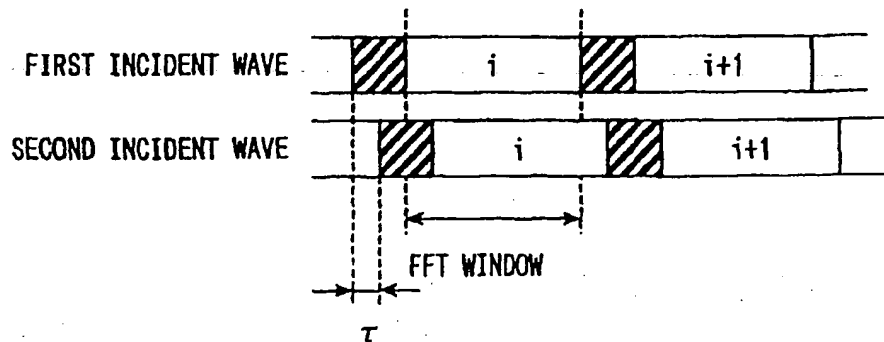 FIRST INCIDENT WAVE
i
i+1
SECOND INCIDENT WAVE
i
i+1
FFT WINDOW
τ